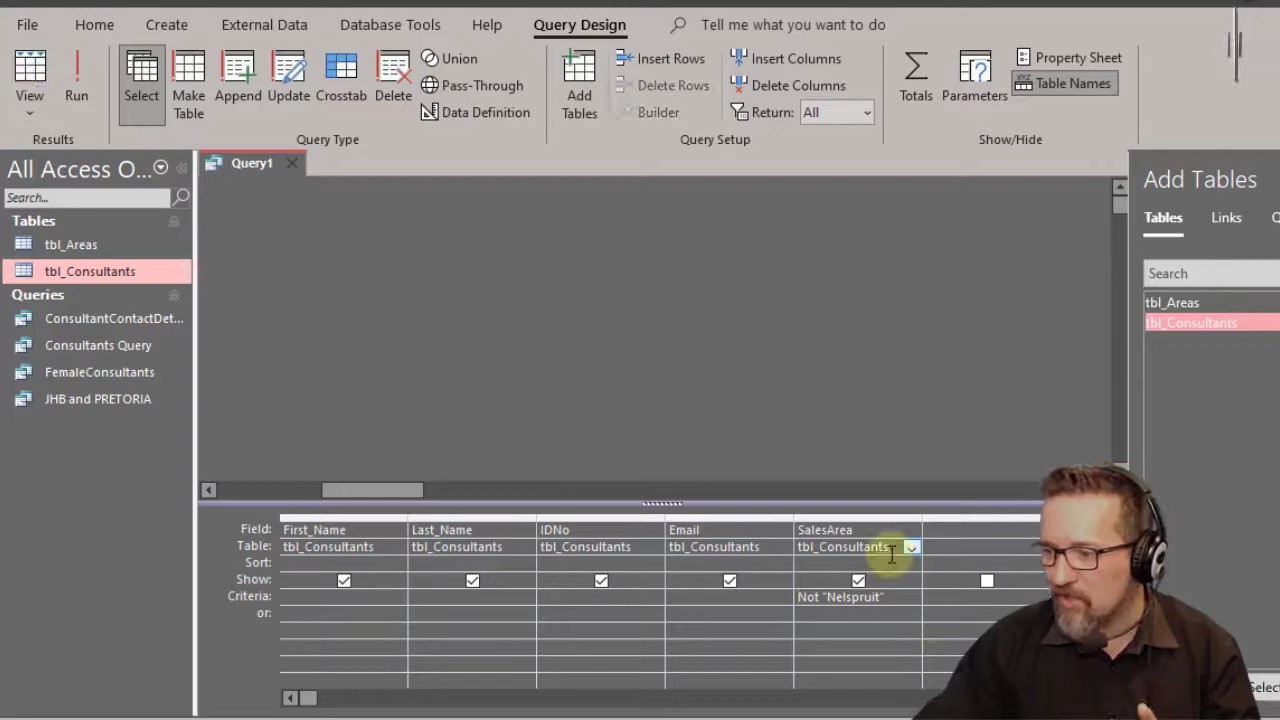 File Home Create External Data Database Tools Help Query Design Tell me what you want to do
View Run Select Make Table Append Update Crosstab Delete
Union
Pass-Through
Data Definition
Add Tables
Insert Rows
Delete Rows
Builder
Insert Columns
Delete Columns
Return: All
Totals Parameters
Property Sheet
XYZ Table Names
Results Query Type Query Setup Show/Hide
All Access O...
Search...
Tables
tbl_Areas
tbl_Consultants
Queries
ConsultantContactDet...
Consultants Query
FemaleConsultants
JHB and PRETORIA
Query1
Add Tables
Tables Links
Search
tbl_Areas
tbl_Consultants
Field: First_Name Last_Name IDNo Email SalesArea
Table: tbl_Consultants tbl_Consultants tbl_Consultants tbl_Consultants tbl_Consultants
Sort:
Show:
Criteria: Not "Nelspruit"
or: